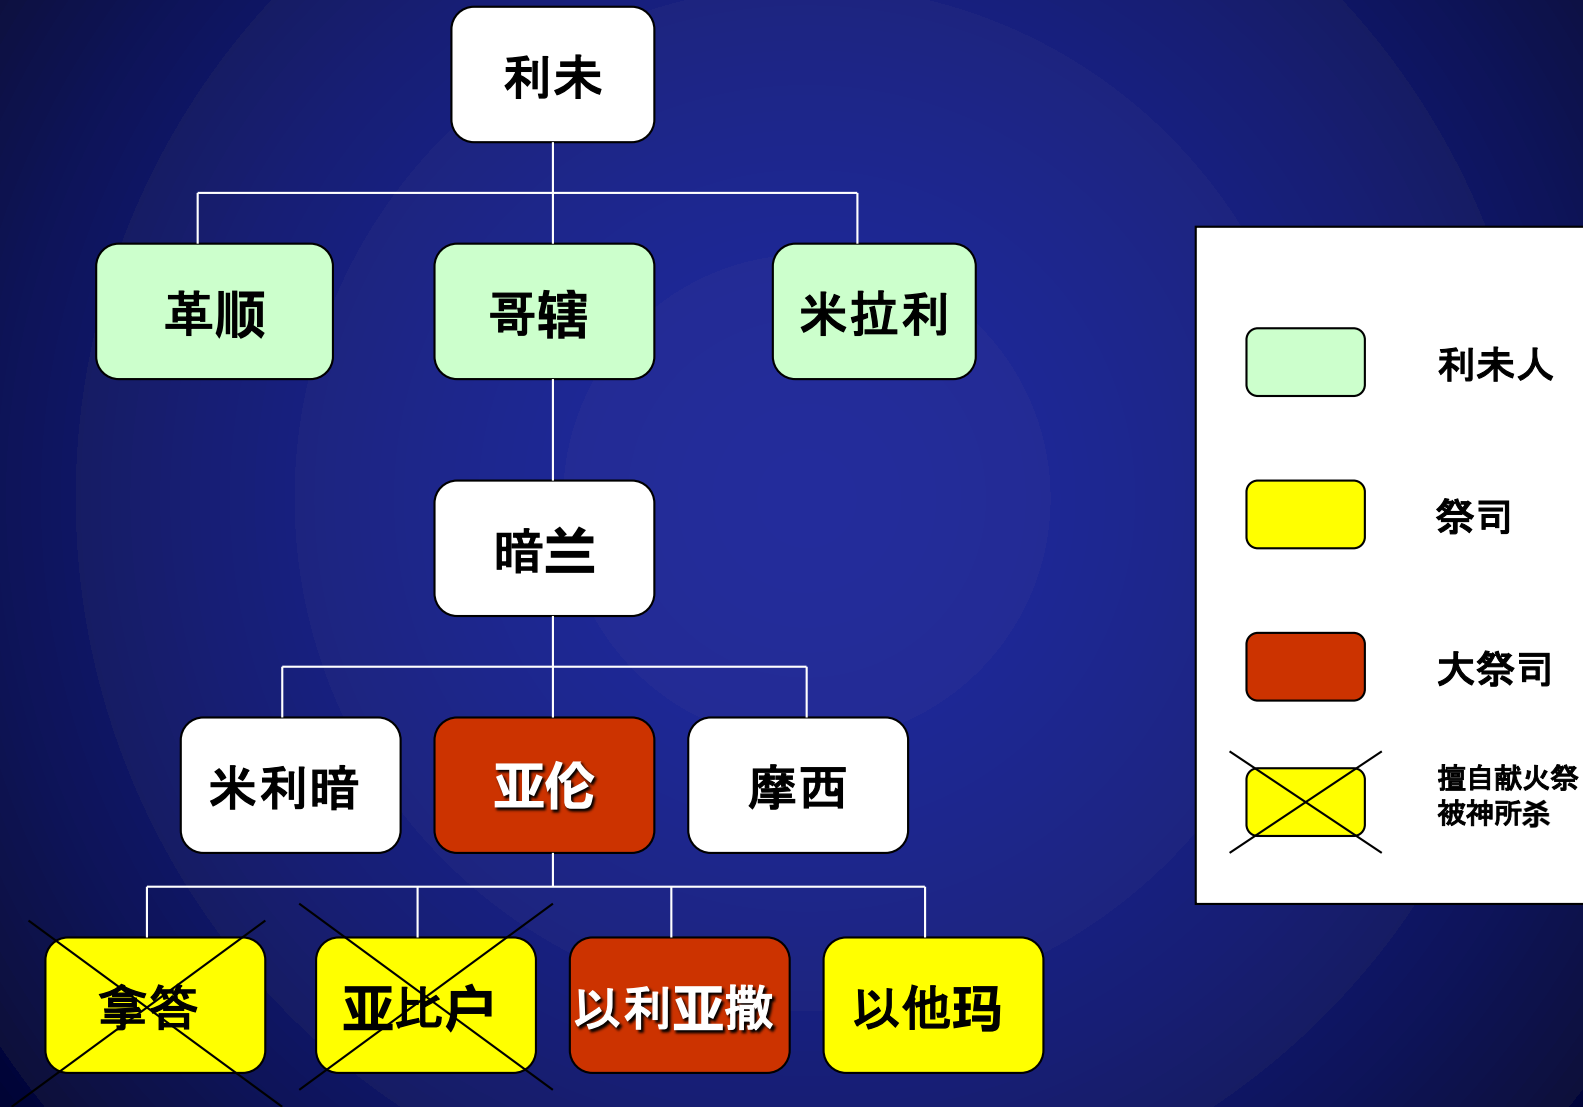 利未
革顺
哥辖
米拉利
暗兰
米利暗
亚伦
摩西
拿答
亚比户
以利亚撒
以他玛
利未人
祭司
大祭司
擅自献火祭
被神所杀